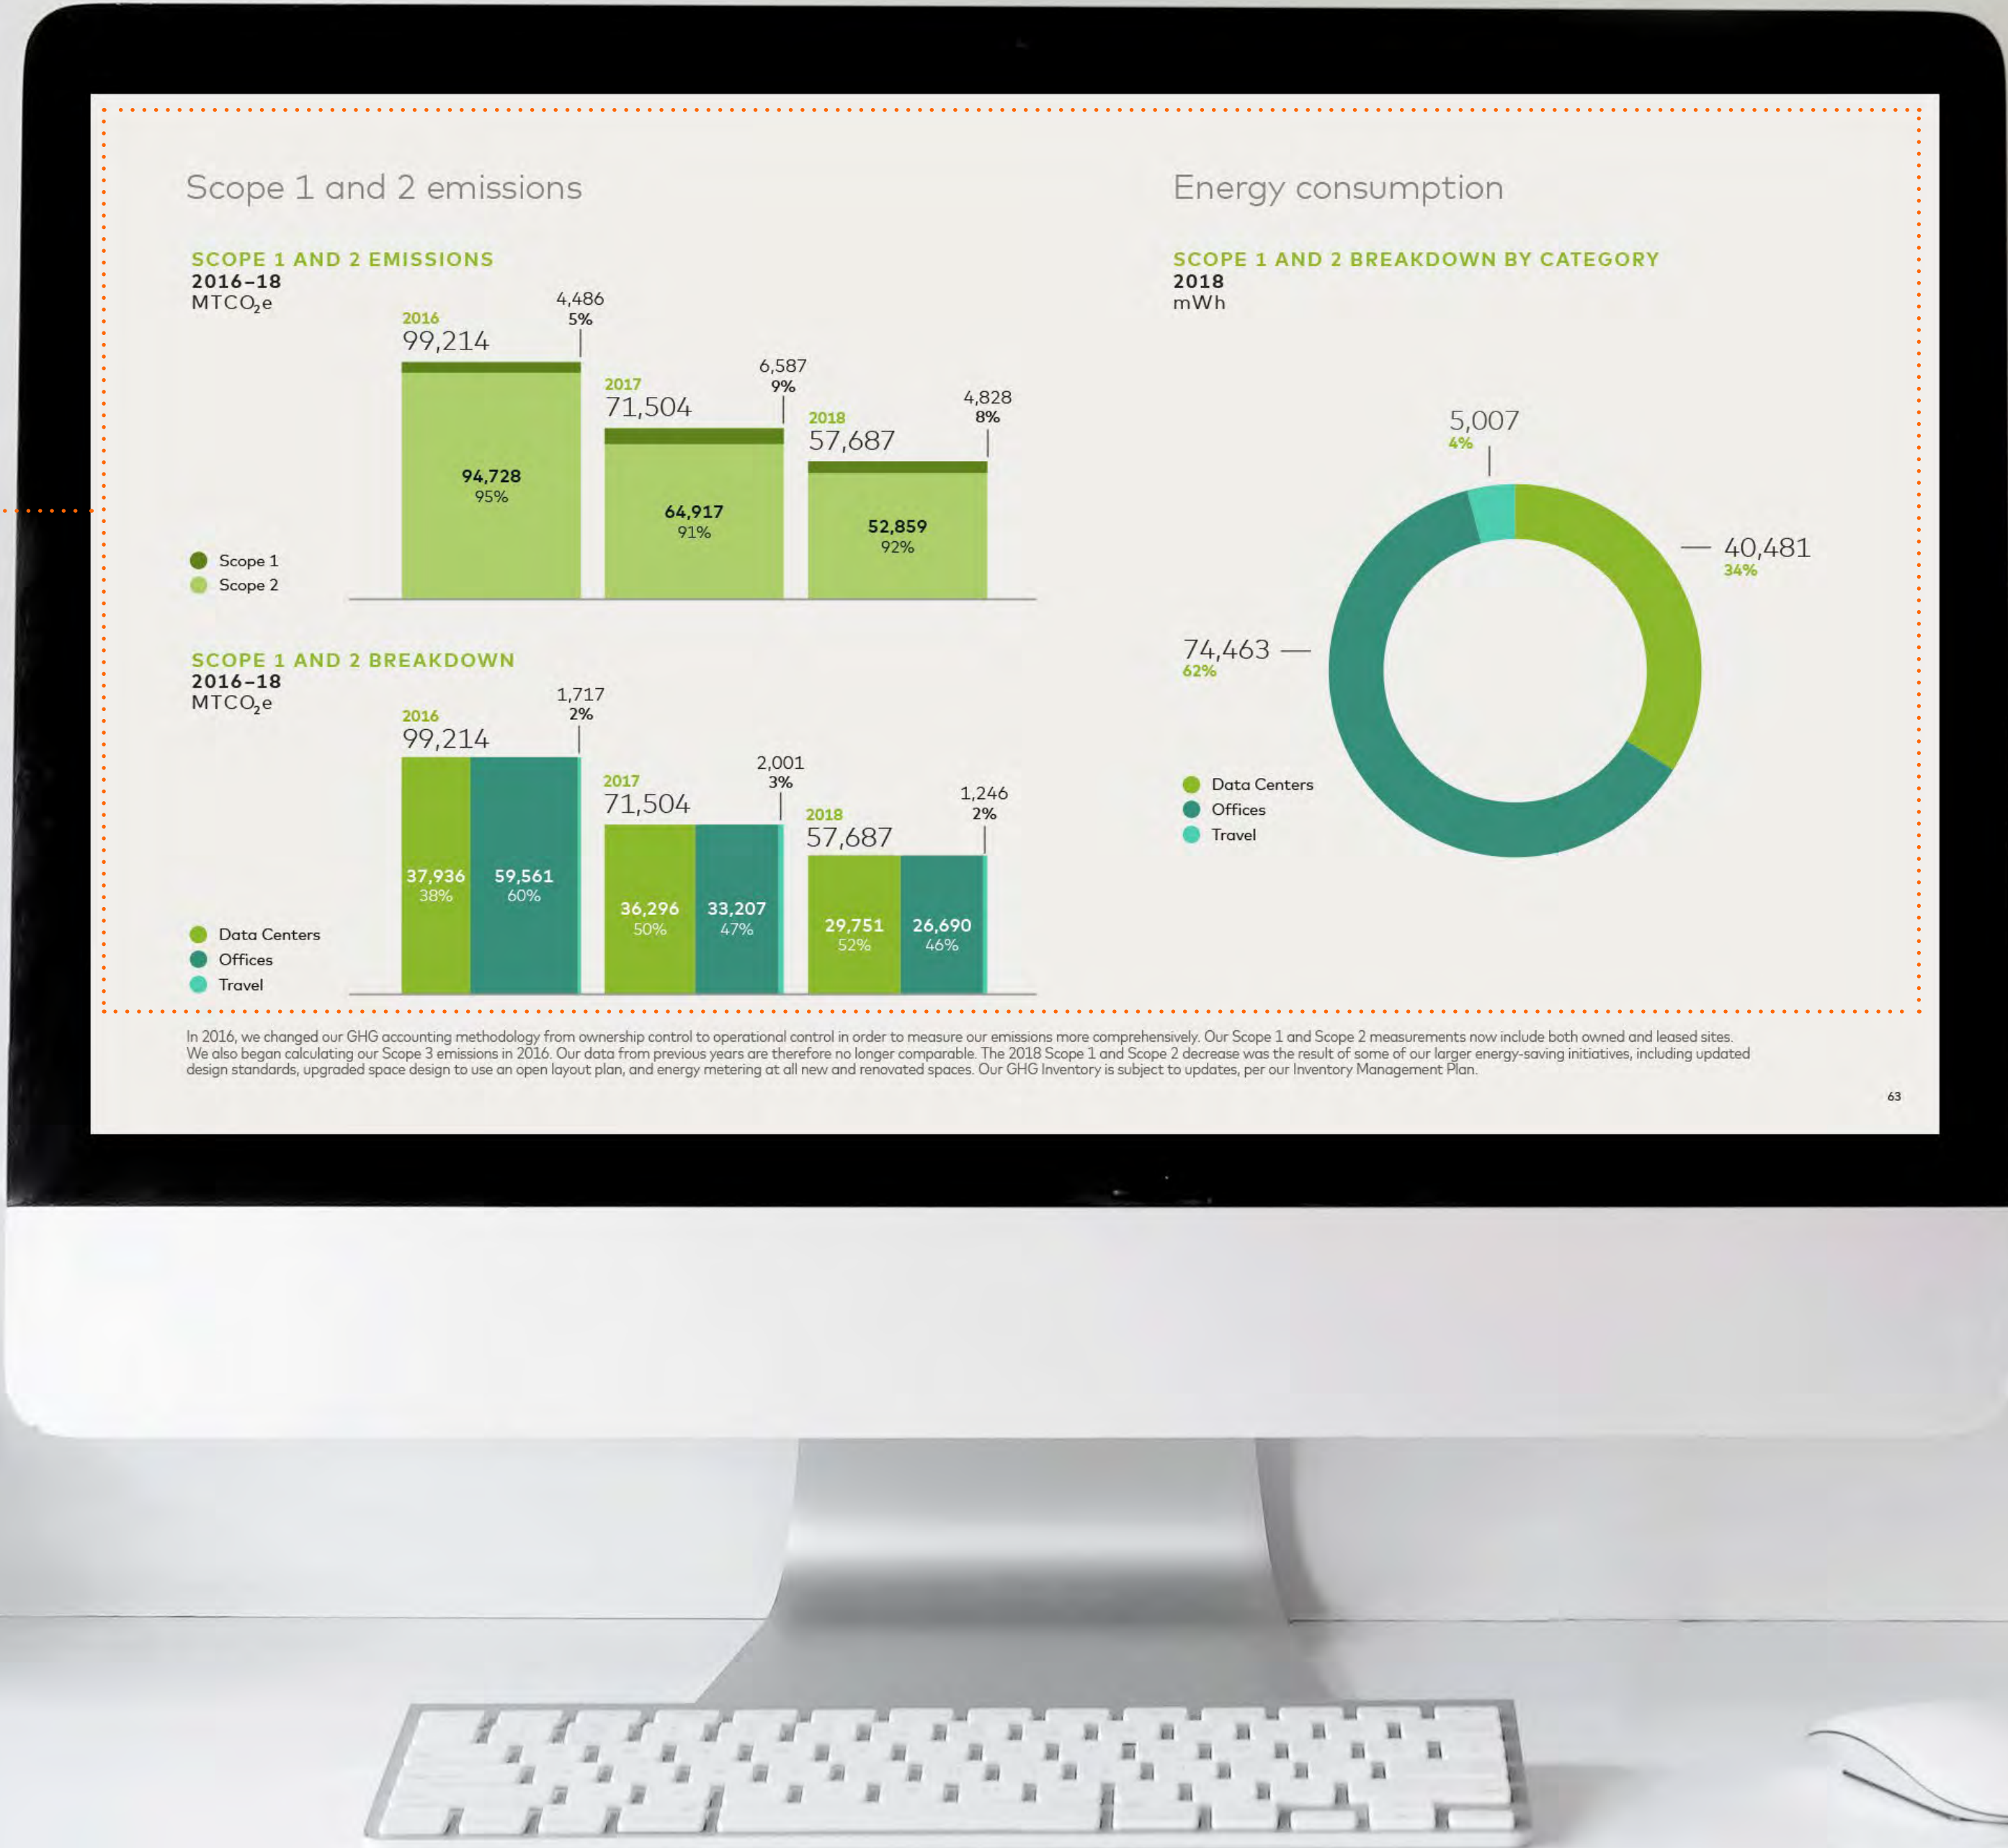 Scope 1 and 2 emissions
SCOPE 1 AND 2 EMISSIONS
2016–18
MTCO₂e
2016
99,214
4,486
5%
94,728
95%
2017
71,504
6,587
9%
64,917
91%
2018
57,687
4,828
8%
52,859
92%
Scope 1
Scope 2
SCOPE 1 AND 2 BREAKDOWN
2016–18
MTCO₂e
2016
99,214
1,717
2%
37,936
38%
59,561
60%
2017
71,504
2,001
3%
36,296
50%
33,207
47%
2018
57,687
1,246
2%
29,751
52%
26,690
46%
Data Centers
Offices
Travel
Energy consumption
SCOPE 1 AND 2 BREAKDOWN BY CATEGORY
2018
mWh
5,007
4%
40,481
34%
74,463
62%
Data Centers
Offices
Travel
In 2016, we changed our GHG accounting methodology from ownership control to operational control in order to measure our emissions more comprehensively. Our Scope 1 and Scope 2 measurements now include both owned and leased sites.
We also began calculating our Scope 3 emissions in 2016. Our data from previous years are therefore no longer comparable. The 2018 Scope 1 and Scope 2 decrease was the result of some of our larger energy-saving initiatives, including updated
design standards, upgraded space design to use an open layout plan, and energy metering at all new and renovated spaces. Our GHG Inventory is subject to updates, per our Inventory Management Plan.
63